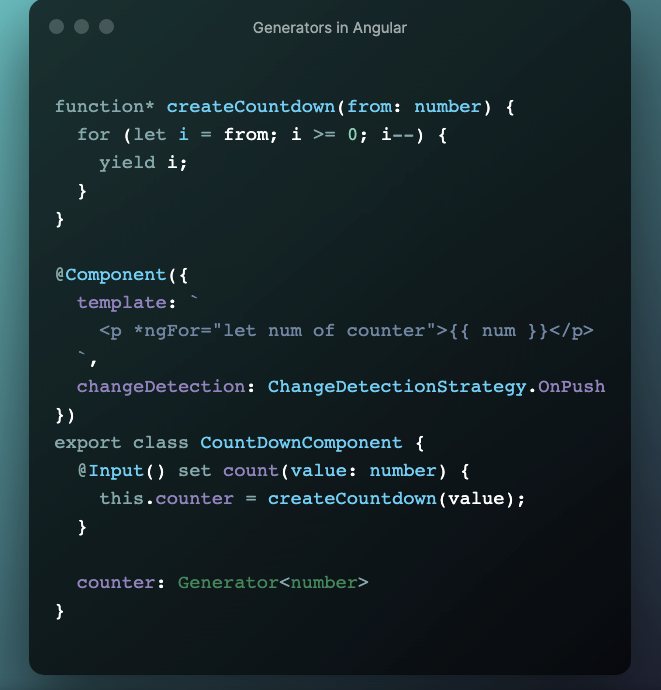 Generators in Angular
function* createCountdown(from: number) {
  for (let i = from; i >= 0; i--) {
    yield i;
  }
}

@Component({
  template: `
    <p *ngFor="let num of counter">{{ num }}</p>
  `,
  changeDetection: ChangeDetectionStrategy.OnPush
})
export class CountDownComponent {
  @Input() set count(value: number) {
    this.counter = createCountdown(value);
  }

  counter: Generator<number>
}